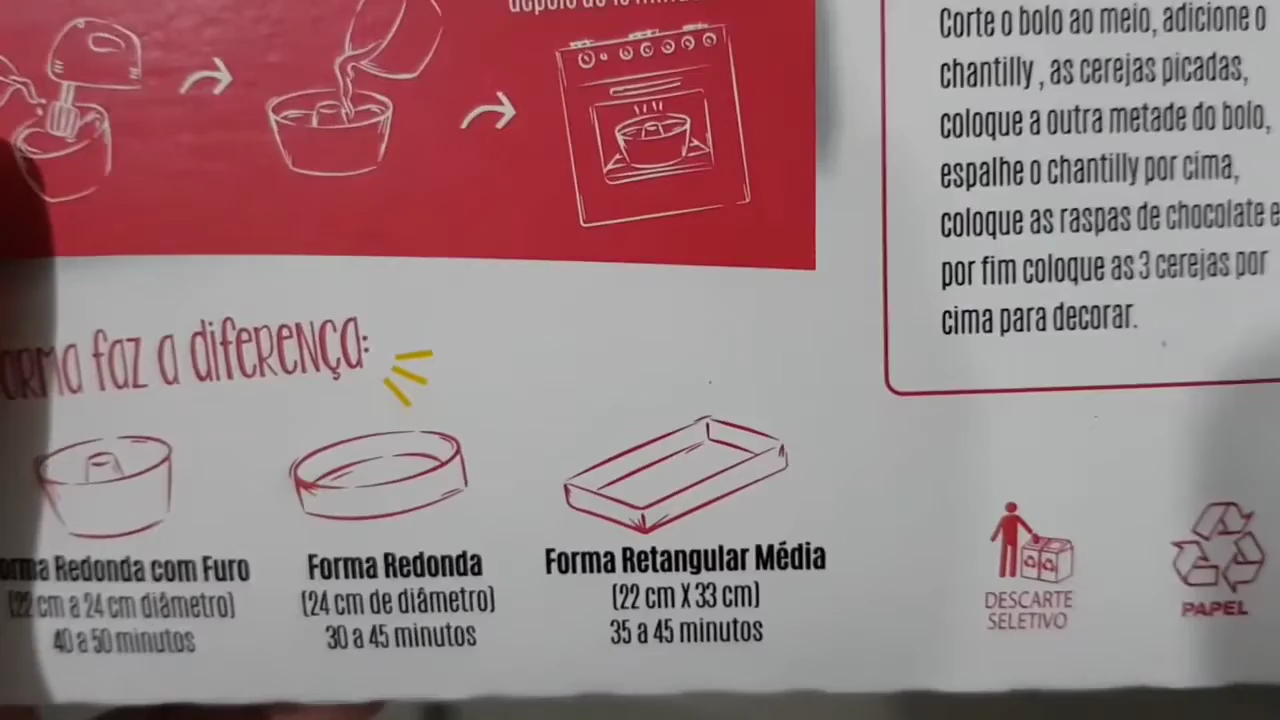 Corte o bolo ao meio, adicione o
chantilly , as cerejas picadas,
coloque a outra metade do bolo,
espalhe o chantilly por cima,
coloque as raspas de chocolate e
por fim coloque as 3 cerejas por
cima para decorar.
faz a diferença:
Redonda com Furo
(22 cm a 24 cm diâmetro)
40 a 50 minutos
Forma Redonda
(24 cm de diâmetro)
30 a 45 minutos
Forma Retangular Média
(22 cm X 33 cm)
35 a 45 minutos
DESCARTE
SELETIVO
PAPEL